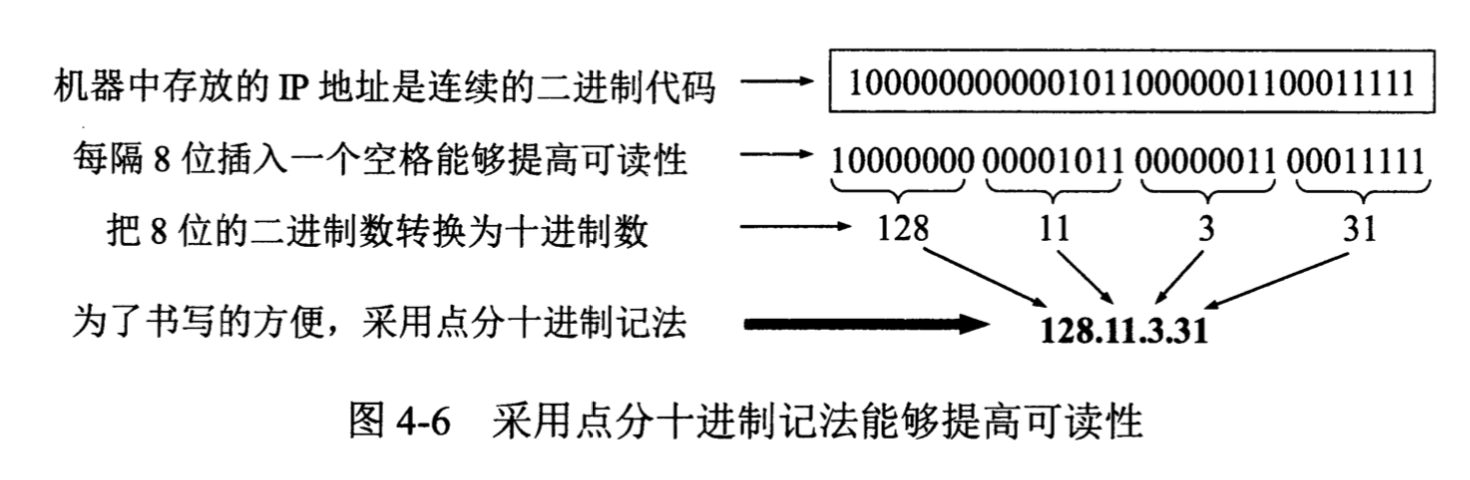 机器中存放的 IP 地址是连续的二进制代码
10000000000010110000001100011111
每隔 8 位插入一个空格能够提高可读性
10000000 00001011 00000011 00011111
把 8 位的二进制数转换为十进制数
128 11 3 31
为了书写的方便，采用点分十进制记法
128.11.3.31
图 4-6 采用点分十进制记法能够提高可读性